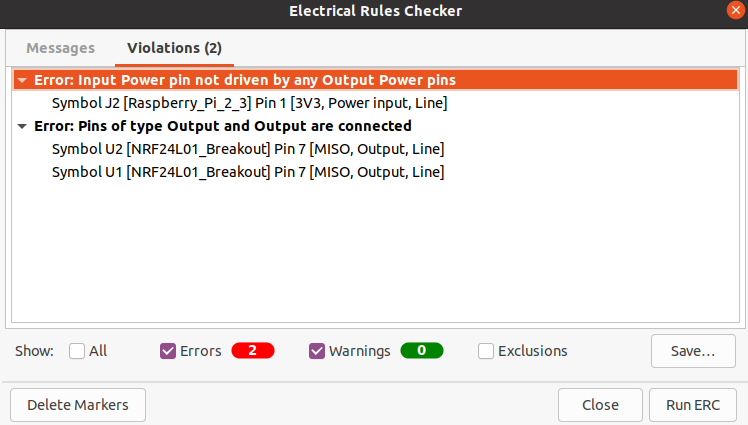 Electrical Rules Checker
Messages Violations (2)
Error: Input Power pin not driven by any Output Power pins
Symbol J2 [Raspberry_Pi_2_3] Pin 1 [3V3, Power input, Line]
Error: Pins of type Output and Output are connected
Symbol U2 [NRF24L01_Breakout] Pin 7 [MISO, Output, Line]
Symbol U1 [NRF24L01_Breakout] Pin 7 [MISO, Output, Line]
Show: All Errors 2 Warnings 0 Exclusions Save...
Delete Markers Close Run ERC